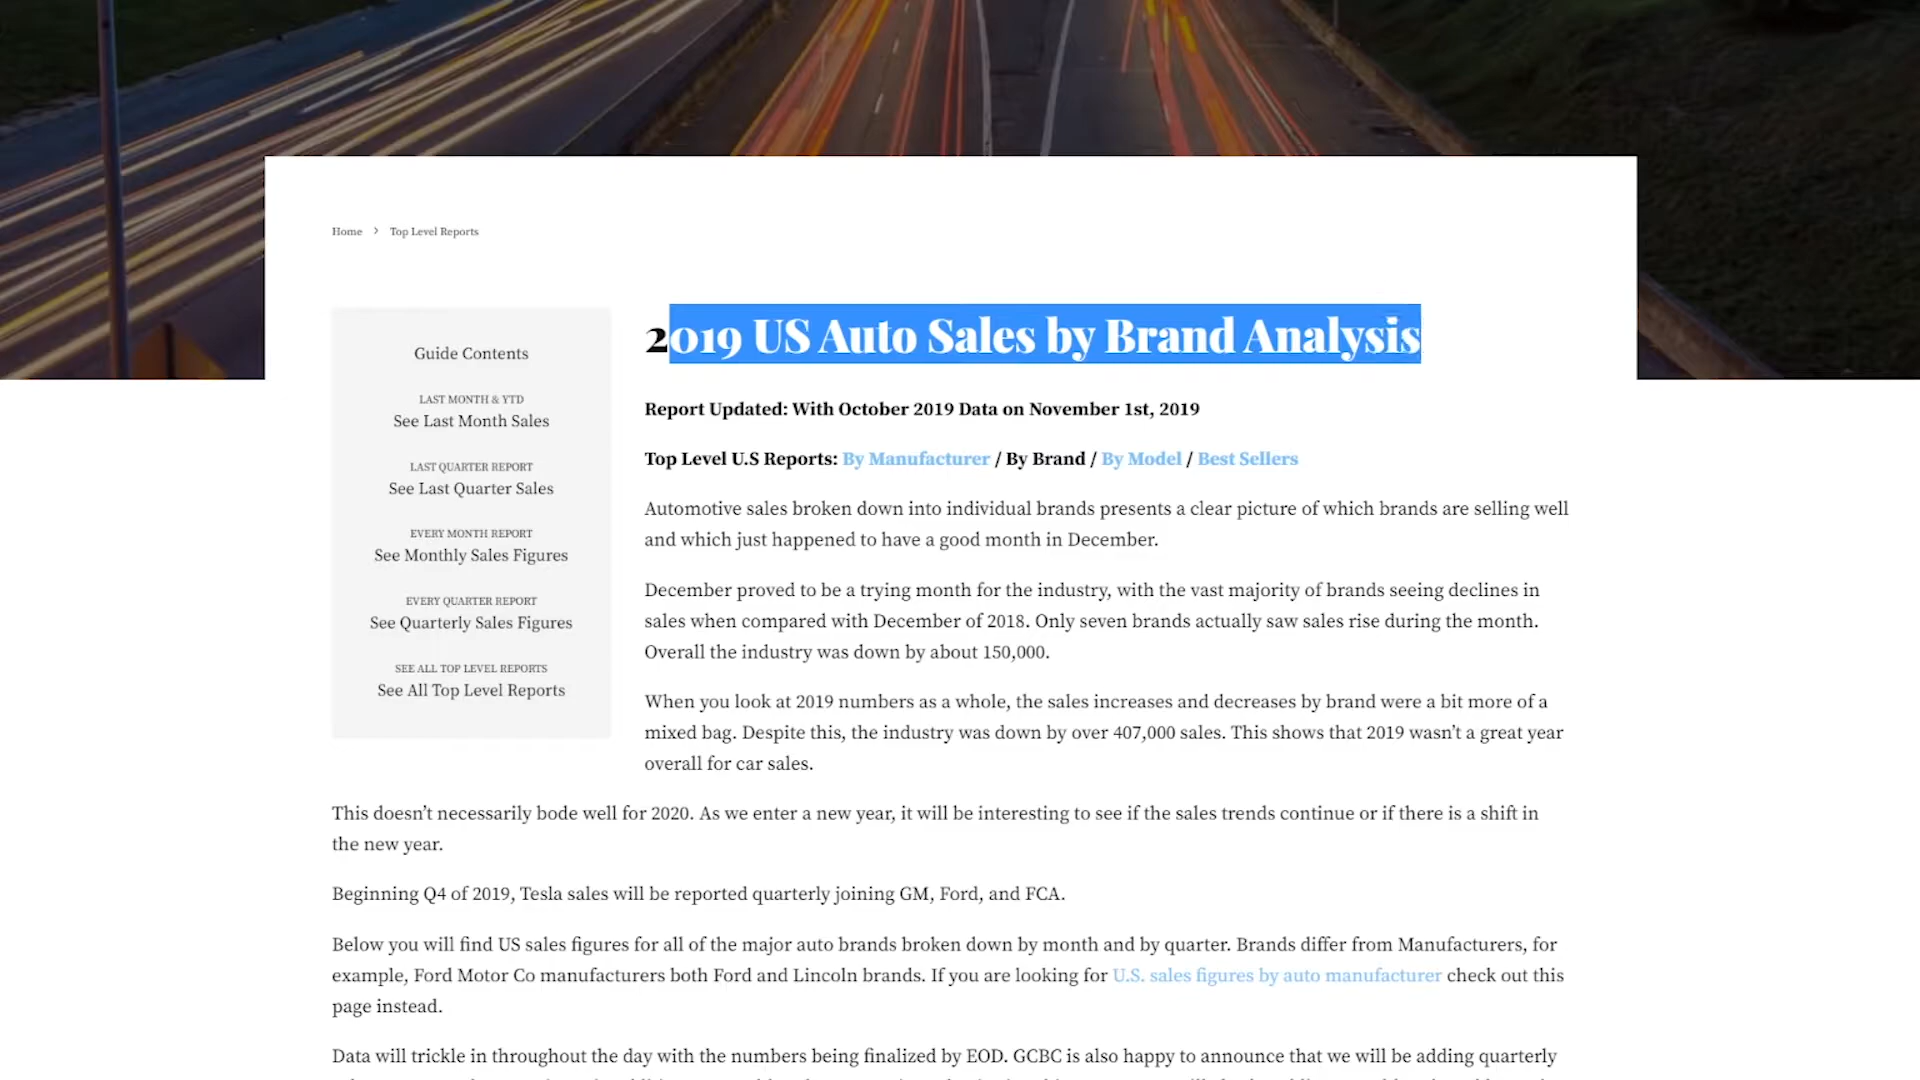 Home > Top Level Reports
Guide Contents
LAST MONTH & YTD
See Last Month Sales
LAST QUARTER REPORT
See Last Quarter Sales
EVERY MONTH REPORT
See Monthly Sales Figures
EVERY QUARTER REPORT
See Quarterly Sales Figures
SEE ALL TOP LEVEL REPORTS
See All Top Level Reports
2019 US Auto Sales by Brand Analysis
Report Updated: With October 2019 Data on November 1st, 2019
Top Level U.S Reports: By Manufacturer / By Brand / By Model / Best Sellers
Automotive sales broken down into individual brands presents a clear picture of which brands are selling well
and which just happened to have a good month in December.
December proved to be a trying month for the industry, with the vast majority of brands seeing declines in
sales when compared with December of 2018. Only seven brands actually saw sales rise during the month.
Overall the industry was down by about 150,000.
When you look at 2019 numbers as a whole, the sales increases and decreases by brand were a bit more of a
mixed bag. Despite this, the industry was down by over 407,000 sales. This shows that 2019 wasn’t a great year
overall for car sales.
This doesn’t necessarily bode well for 2020. As we enter a new year, it will be interesting to see if the sales trends continue or if there is a shift in
the new year.
Beginning Q4 of 2019, Tesla sales will be reported quarterly joining GM, Ford, and FCA.
Below you will find US sales figures for all of the major auto brands broken down by month and by quarter. Brands differ from Manufacturers, for
example, Ford Motor Co manufacturers both Ford and Lincoln brands. If you are looking for U.S. sales figures by auto manufacturer check out this
page instead.
Data will trickle in throughout the day with the numbers being finalized by EOD. GCBC is also happy to announce that we will be adding quarterly